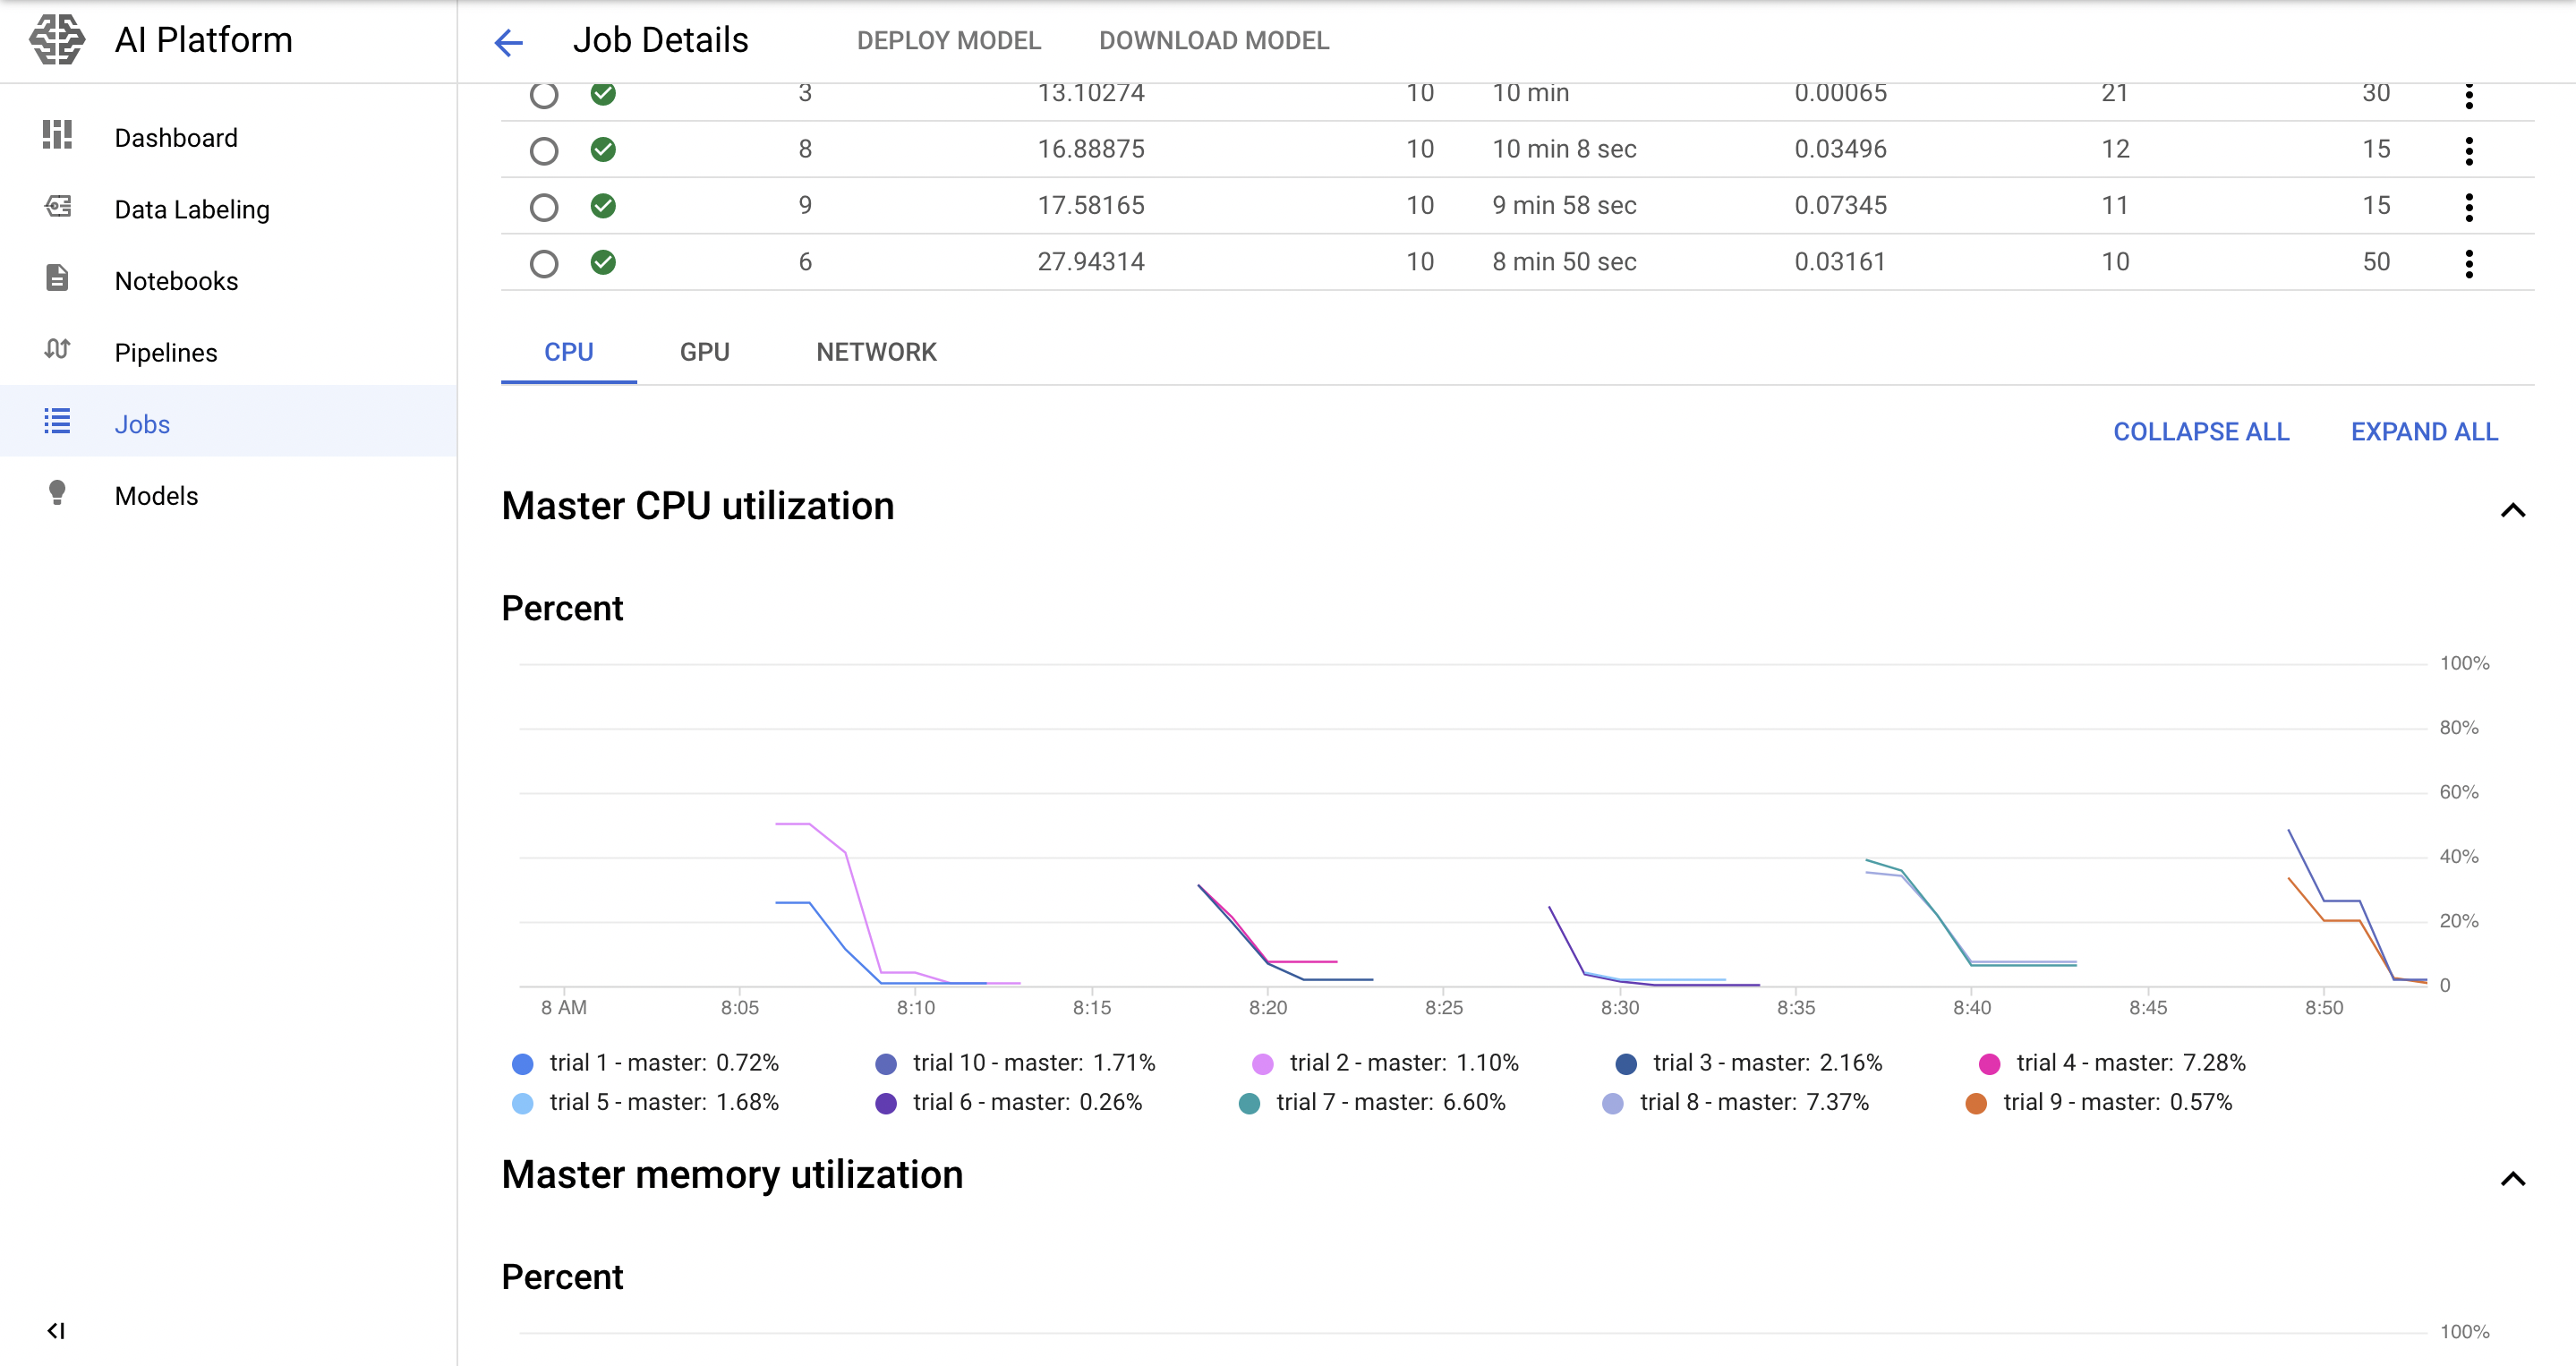 AI Platform
Job Details DEPLOY MODEL DOWNLOAD MODEL
Dashboard
Data Labeling
Notebooks
Pipelines
Jobs
Models
3 13.10274 10 10 min 0.00065 21 30
8 16.88875 10 10 min 8 sec 0.03496 12 15
9 17.58165 10 9 min 58 sec 0.07345 11 15
6 27.94314 10 8 min 50 sec 0.03161 10 50
CPU GPU NETWORK
COLLAPSE ALL EXPAND ALL
Master CPU utilization
Percent
100%
80%
60%
40%
20%
0
8 AM 8:05 8:10 8:15 8:20 8:25 8:30 8:35 8:40 8:45 8:50
trial 1 - master: 0.72% trial 10 - master: 1.71% trial 2 - master: 1.10% trial 3 - master: 2.16% trial 4 - master: 7.28%
trial 5 - master: 1.68% trial 6 - master: 0.26% trial 7 - master: 6.60% trial 8 - master: 7.37% trial 9 - master: 0.57%
Master memory utilization
Percent
100%